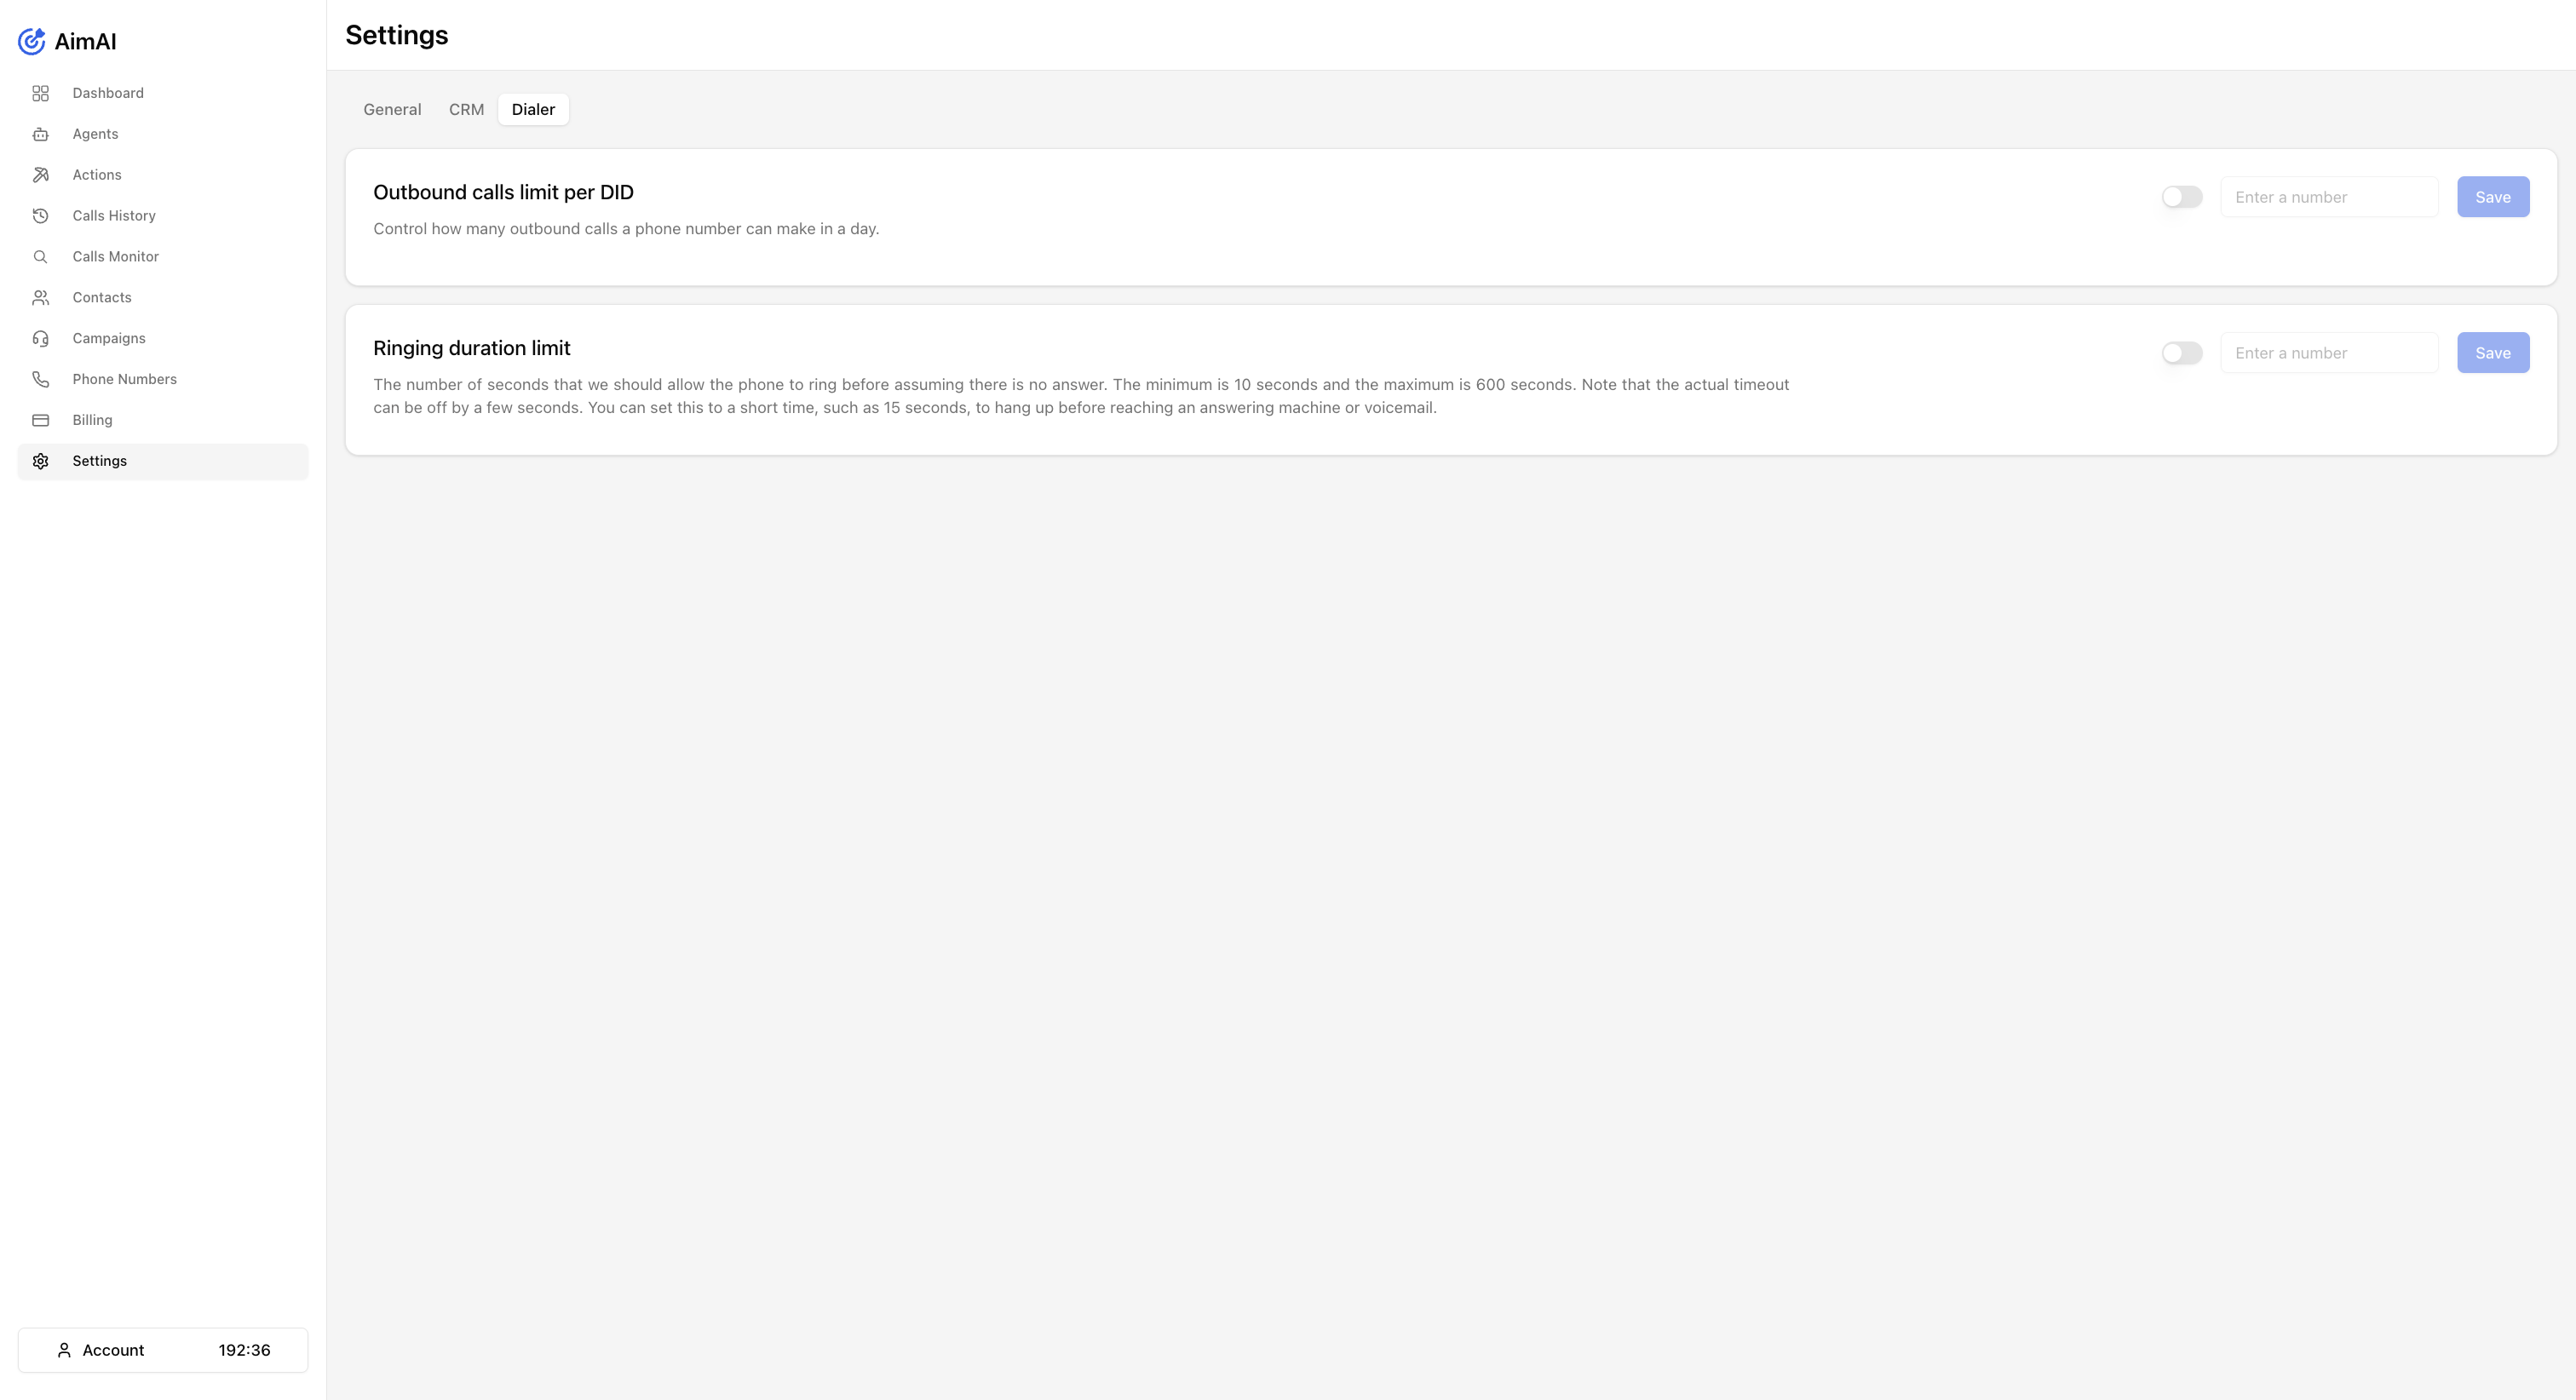 AimAI
Dashboard
Agents
Actions
Calls History
Calls Monitor
Contacts
Campaigns
Phone Numbers
Billing
Settings
Account 192:36
Settings
General CRM Dialer
Outbound calls limit per DID
Control how many outbound calls a phone number can make in a day.
Enter a number Save
Ringing duration limit
The number of seconds that we should allow the phone to ring before assuming there is no answer. The minimum is 10 seconds and the maximum is 600 seconds. Note that the actual timeout
can be off by a few seconds. You can set this to a short time, such as 15 seconds, to hang up before reaching an answering machine or voicemail.
Enter a number Save